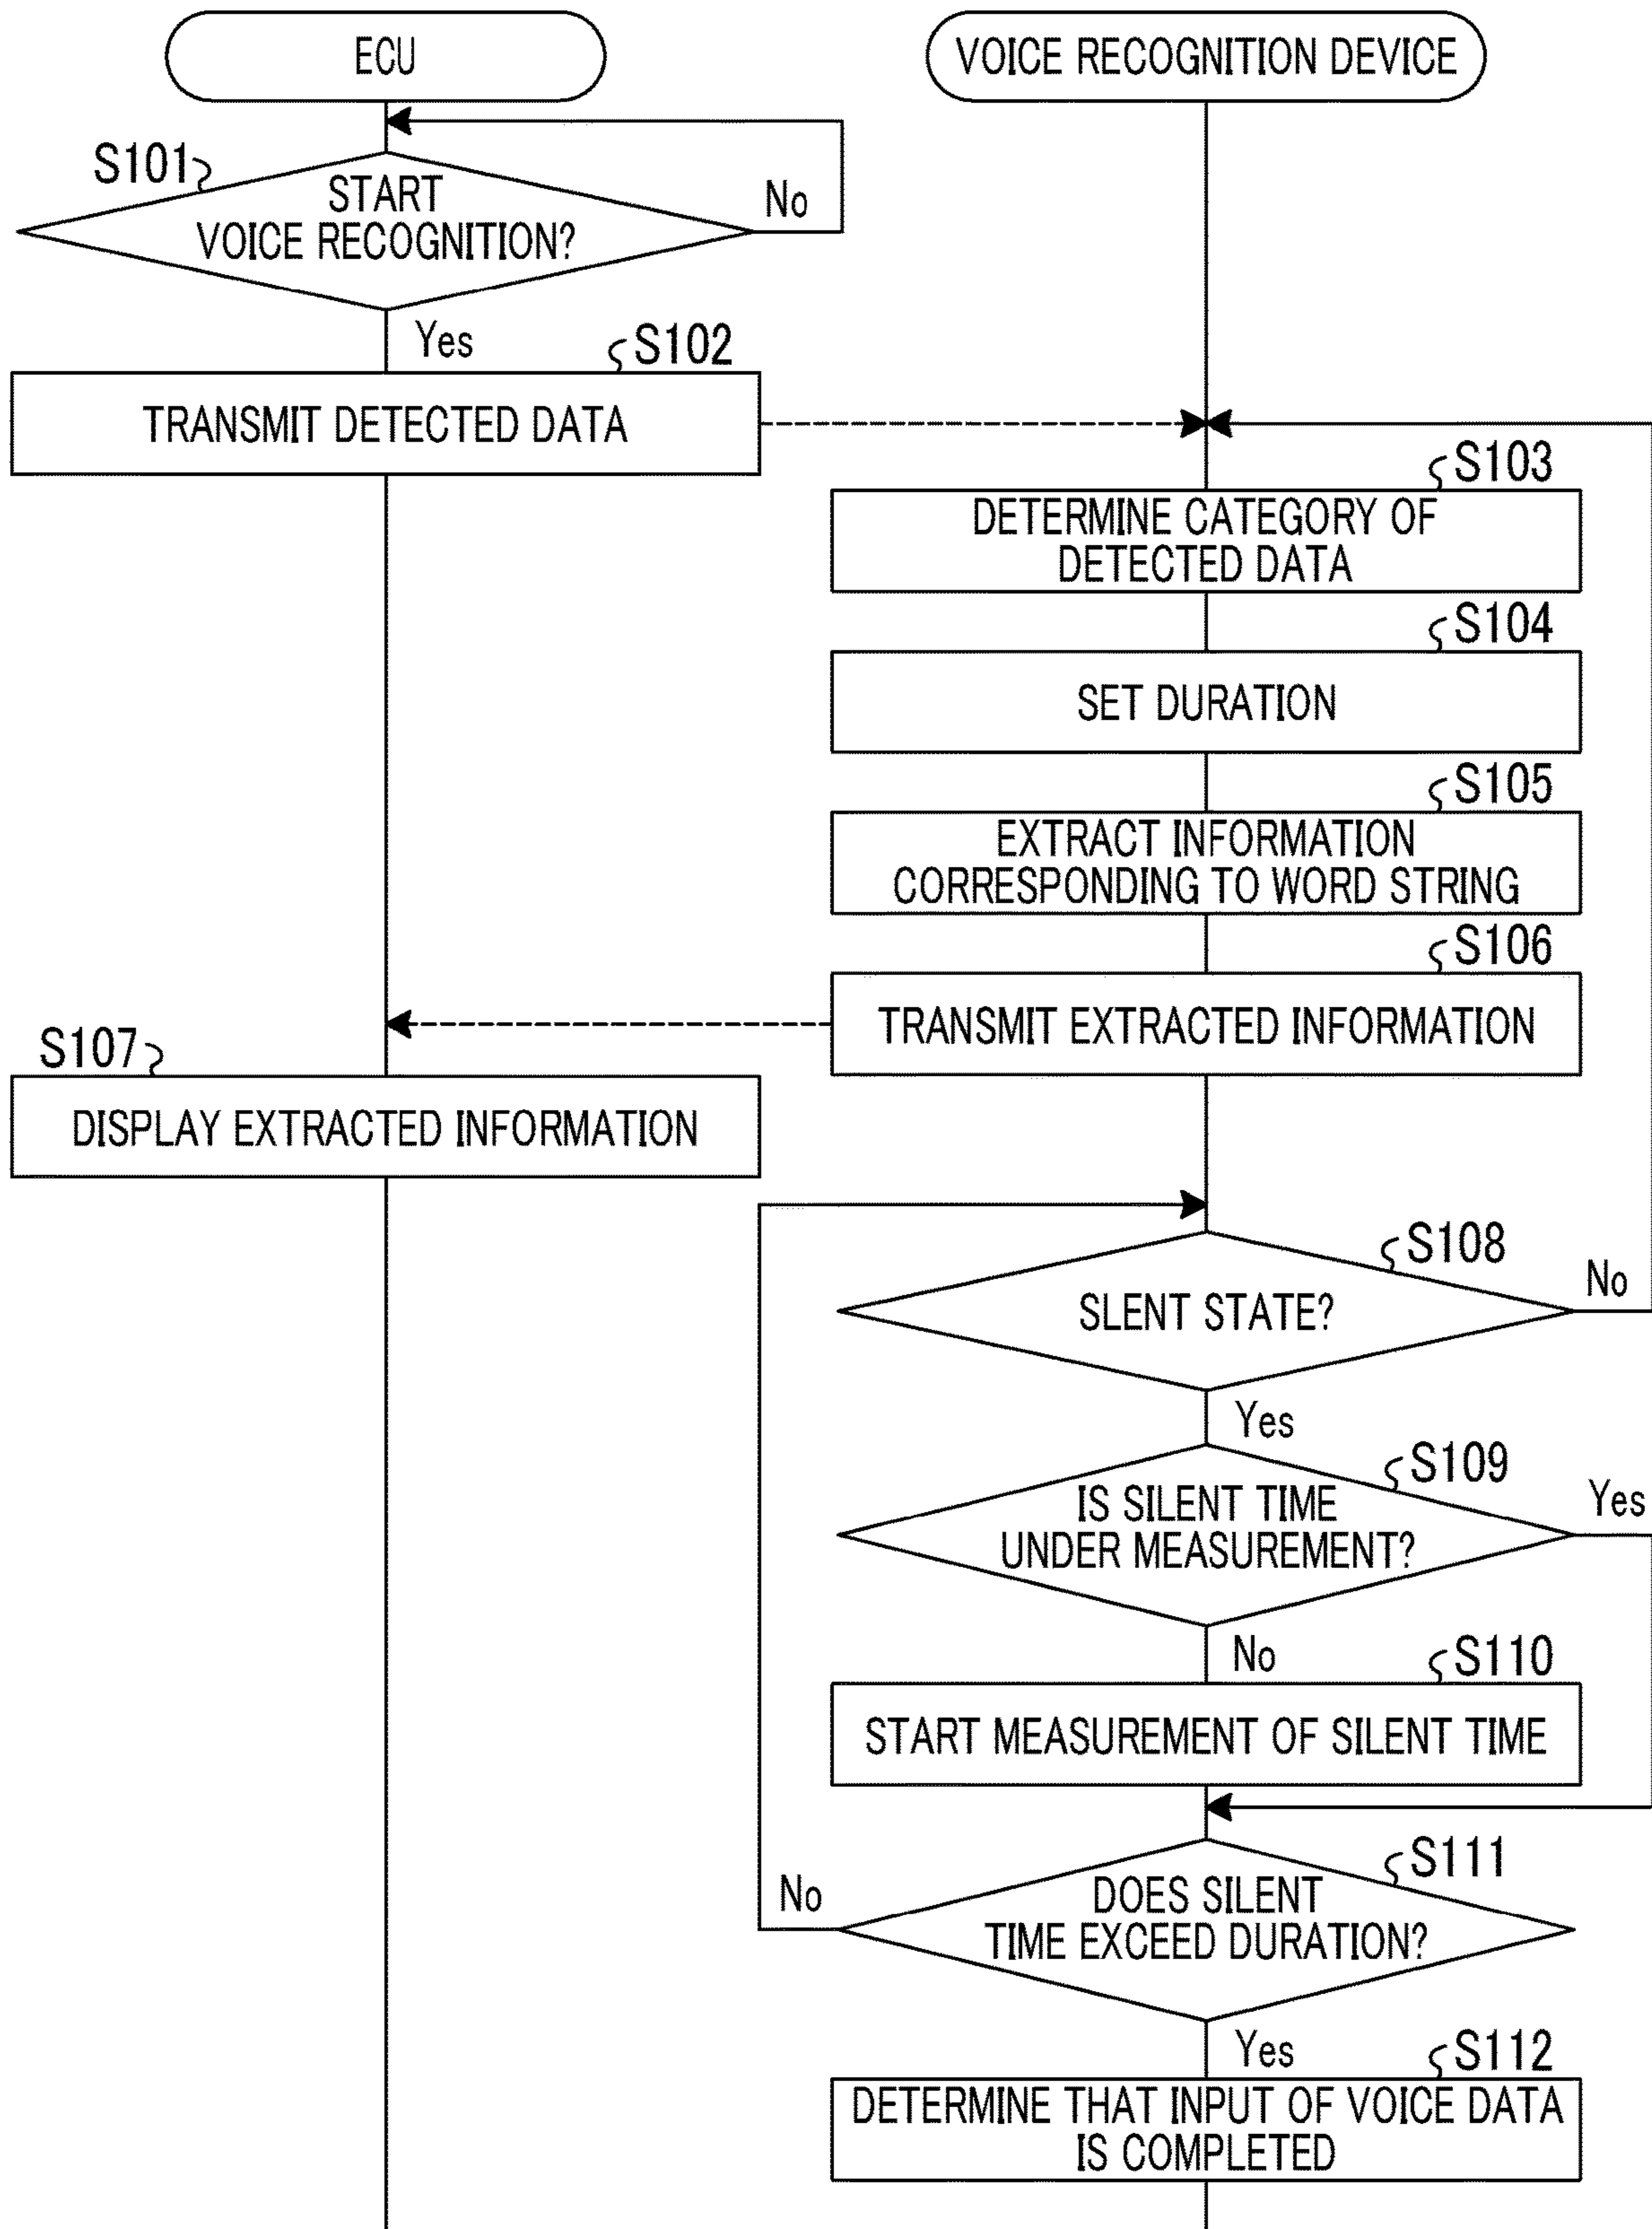 ECU
VOICE RECOGNITION DEVICE
S101
START
VOICE RECOGNITION?
No
Yes
S102
TRANSMIT DETECTED DATA
S103
DETERMINE CATEGORY OF
DETECTED DATA
S104
SET DURATION
S105
EXTRACT INFORMATION
CORRESPONDING TO WORD STRING
S106
TRANSMIT EXTRACTED INFORMATION
S107
DISPLAY EXTRACTED INFORMATION
S108
SLENT STATE?
No
Yes
S109
IS SILENT TIME
UNDER MEASUREMENT?
Yes
No
S110
START MEASUREMENT OF SILENT TIME
S111
DOES SILENT
TIME EXCEED DURATION?
No
Yes
S112
DETERMINE THAT INPUT OF VOICE DATA
IS COMPLETED